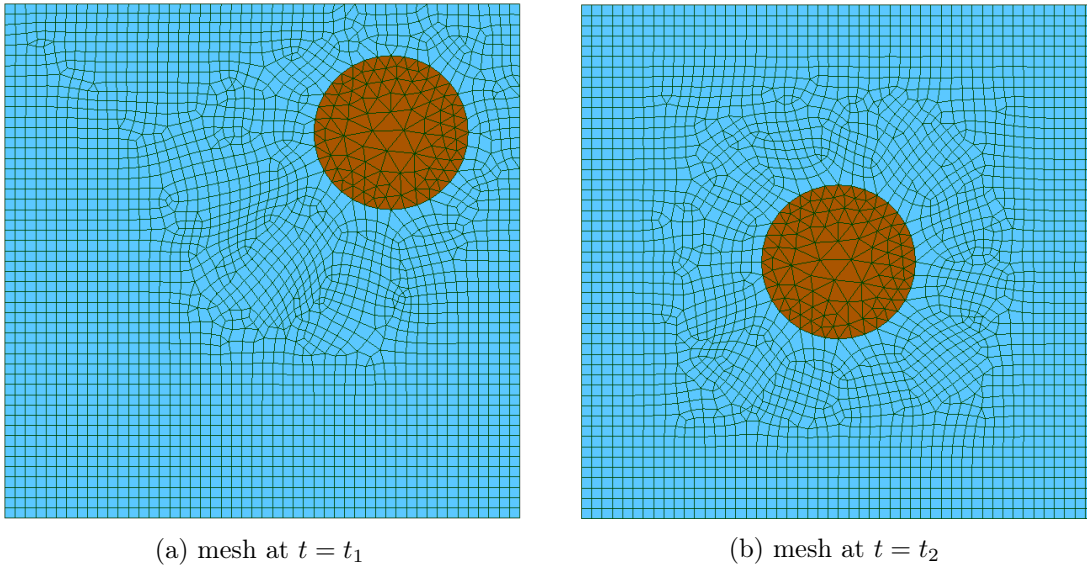 (a) mesh at t = t₁
(b) mesh at t = t₂